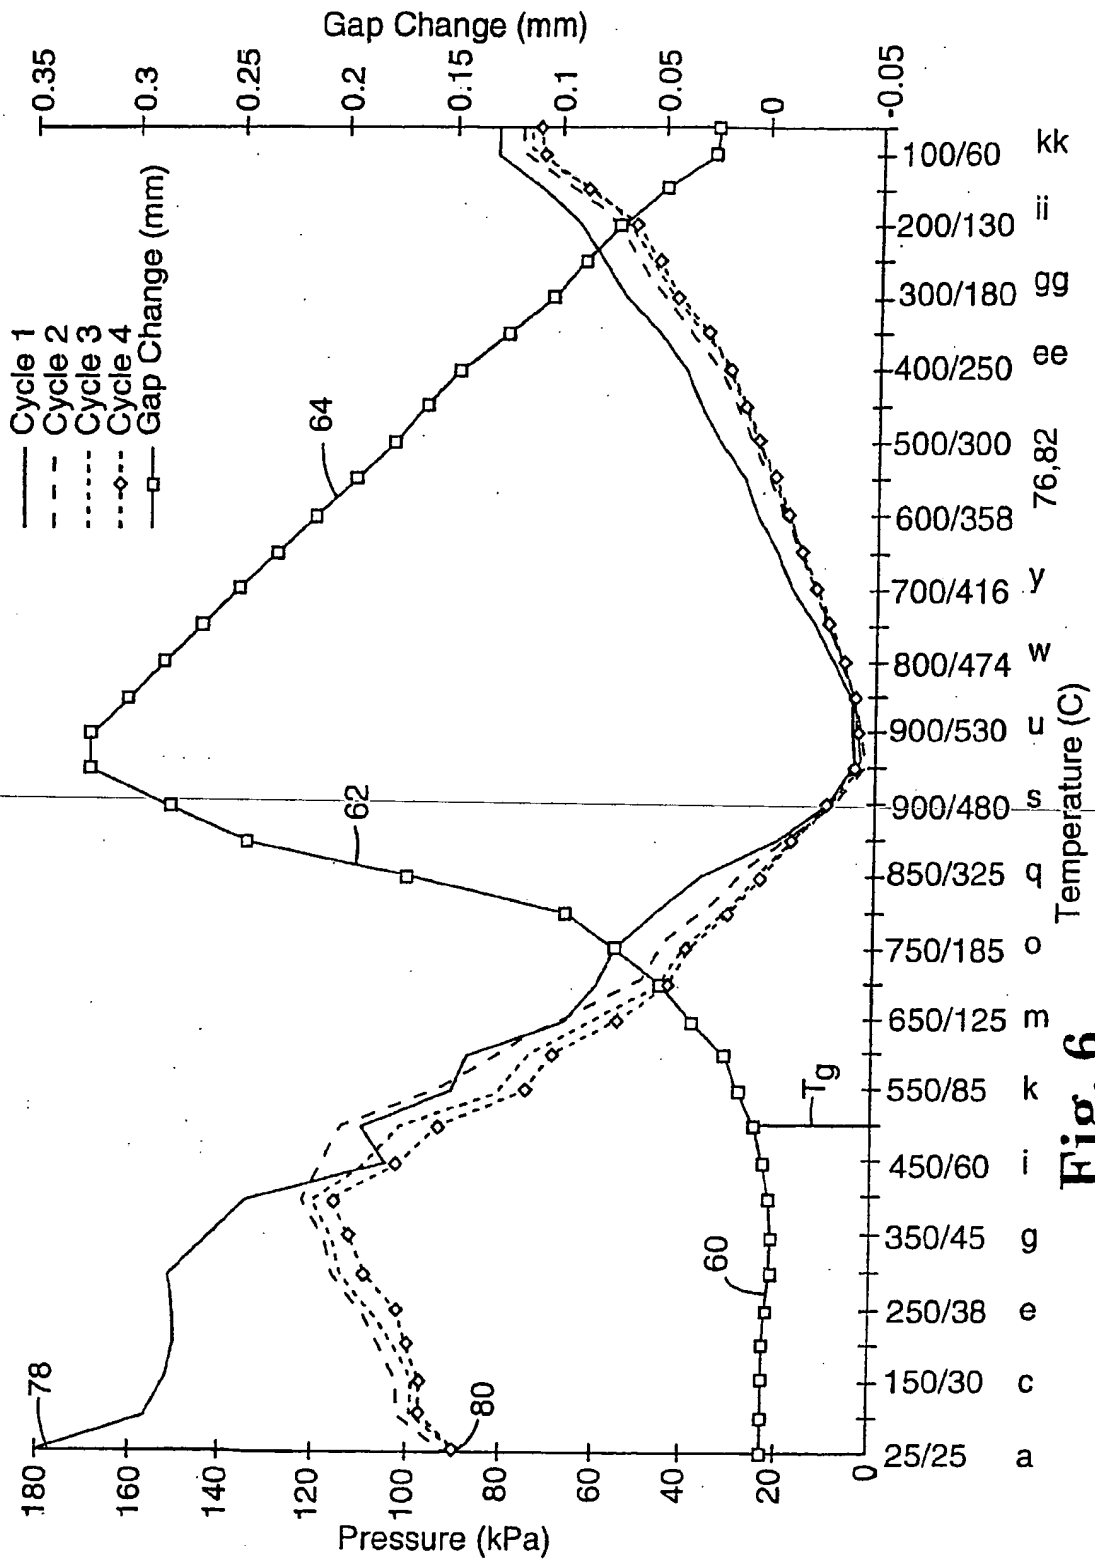 Gap Change (mm)
0.35
0.3
0.25
0.2
0.15
0.1
0.05
0
-0.05
Cycle 1
Cycle 2
Cycle 3
Cycle 4
Gap Change (mm)
64
62
60
78
80
Tg
180
160
140
120
100
80
60
40
20
0
Pressure (kPa)
25/25
150/30
250/38
350/45
450/60
550/85
650/125
750/185
850/325
900/480
900/530
800/474
700/416
600/358
500/300
400/250
300/180
200/130
100/60
a
c
e
g
i
k
m
o
q
s
u
w
y
76,82
ee
gg
ii
kk
Temperature (C)
Fig. 6